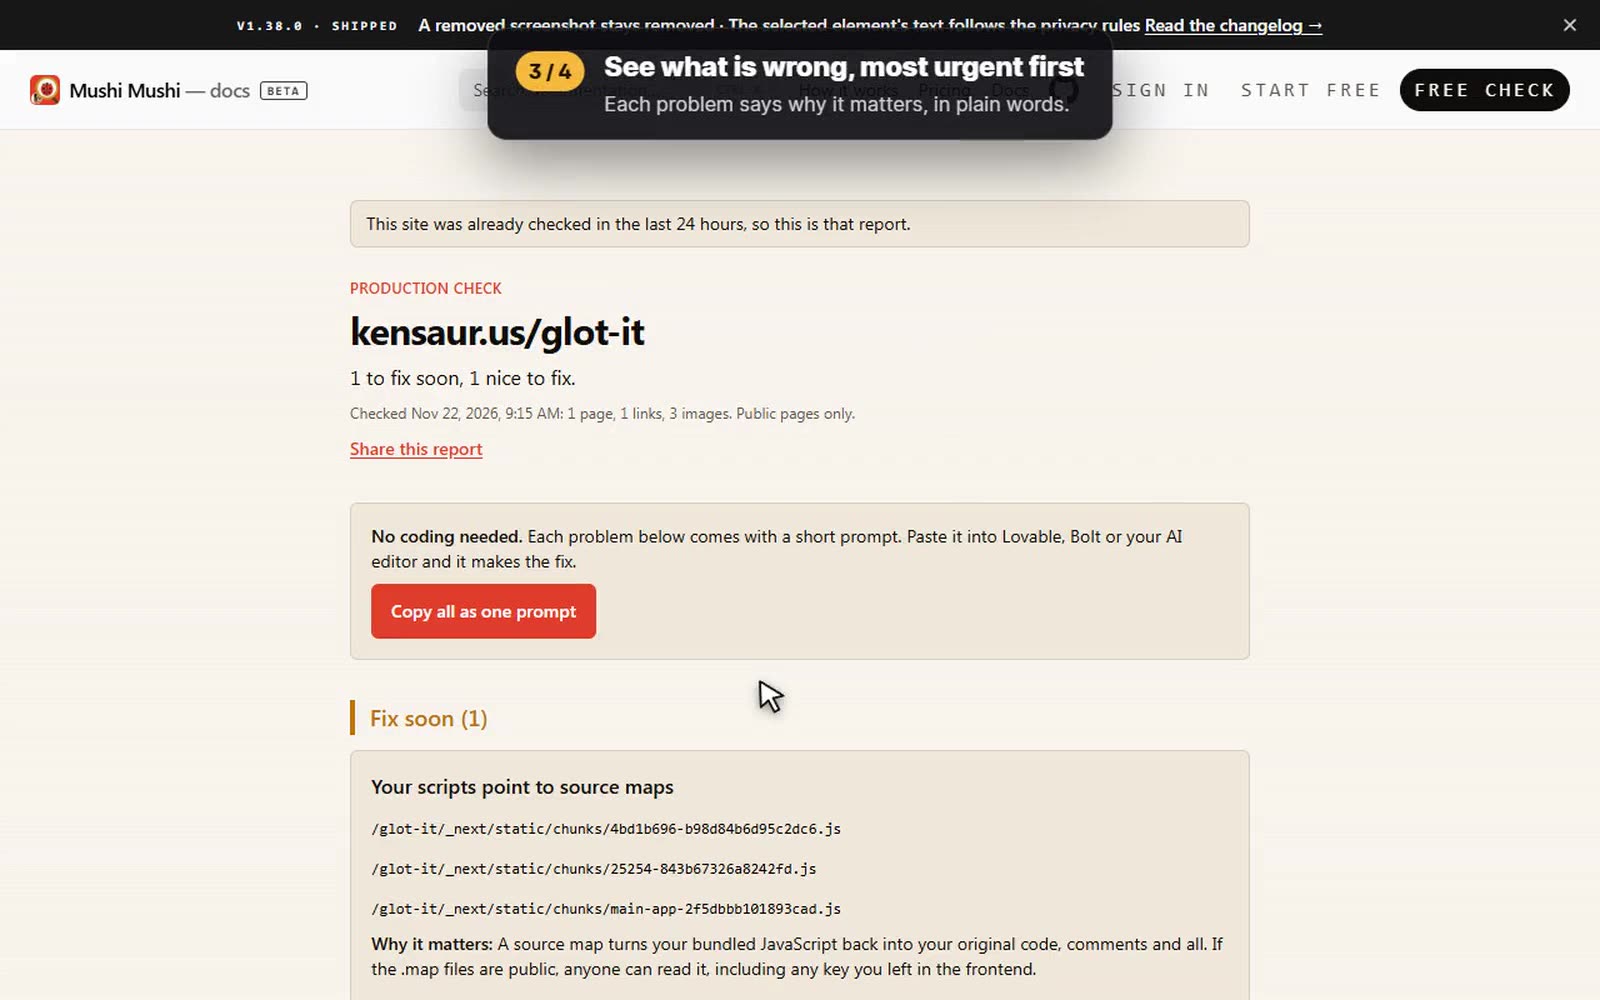 V1.38.0 · SHIPPED A removed screenshot stays removed · The selected element's text follows the privacy rules Read the changelog → ×
3 / 4 See what is wrong, most urgent first
Each problem says why it matters, in plain words.
Mushi Mushi — docs BETA How it works Pricing Docs SIGN IN START FREE FREE CHECK
This site was already checked in the last 24 hours, so this is that report.
PRODUCTION CHECK
kensaur.us/glot-it
1 to fix soon, 1 nice to fix.
Checked Nov 22, 2026, 9:15 AM: 1 page, 1 links, 3 images. Public pages only.
Share this report
No coding needed. Each problem below comes with a short prompt. Paste it into Lovable, Bolt or your AI
editor and it makes the fix.
Copy all as one prompt
Fix soon (1)
Your scripts point to source maps
/glot-it/_next/static/chunks/4bd1b696-b98d84b6d95c2dc6.js
/glot-it/_next/static/chunks/25254-843b67326a8242fd.js
/glot-it/_next/static/chunks/main-app-2f5dbbb101893cad.js
Why it matters: A source map turns your bundled JavaScript back into your original code, comments and all. If
the .map files are public, anyone can read it, including any key you left in the frontend.